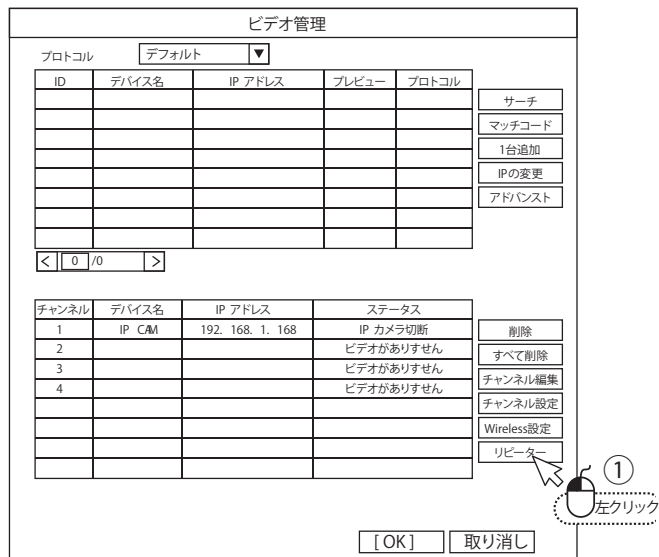 ビデオ管理
プロトコル デフォルト ▼
ID デバイス名 IP アドレス プレビュー プロトコル
サーチ
マッチコード
1台追加
IPの変更
アドバンスト
< 0 /0 >
チャンネル デバイス名 IP アドレス ステータス
1 IP CAM 192. 168. 1. 168 IP カメラ切断
2 ビデオがありすせん
3 ビデオがありすせん
4 ビデオがありすせん
削除
すべて削除
チャンネル編集
チャンネル設定
Wireless設定
リピーター
①
左クリック
[ OK ] 取り消し